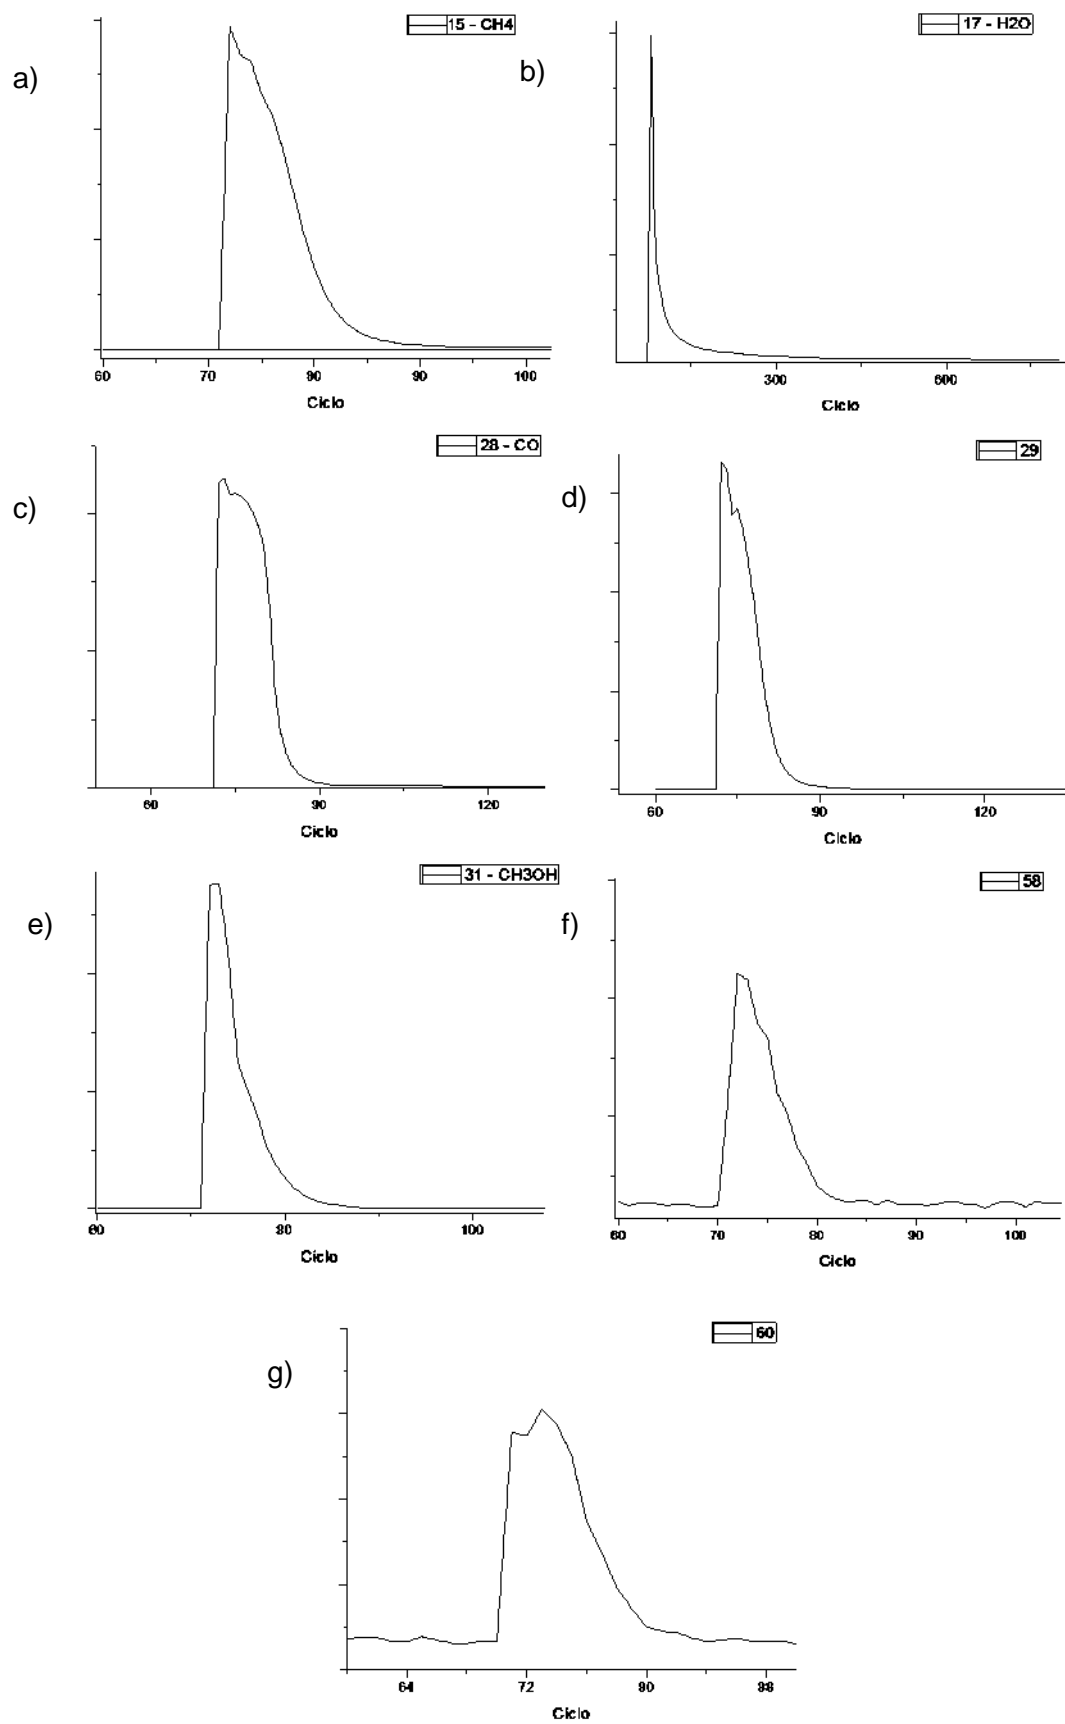 a)
15 - CH4
60 70 80 90 100
Ciclo
b)
17 - H2O
300 600
Ciclo
c)
28 - CO
60 90 120
Ciclo
d)
29
60 90 120
Ciclo
e)
31 - CH3OH
60 80 100
Ciclo
f)
58
60 70 80 90 100
Ciclo
g)
60
64 72 80 88
Ciclo